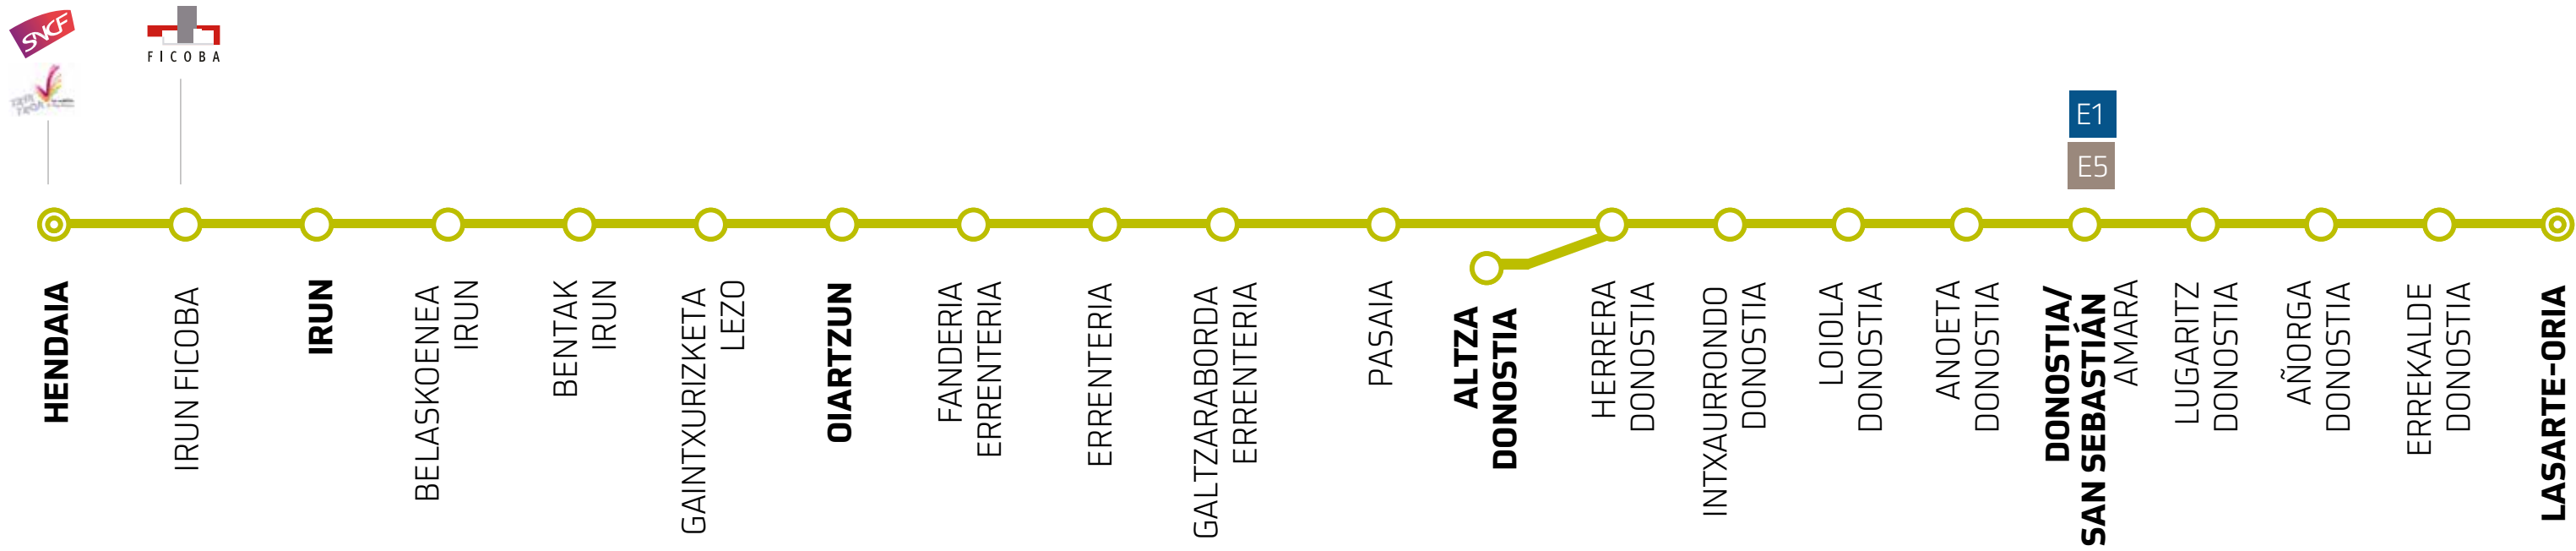 SNCF
FICOBA
E1
E5
HENDAIA
IRUN FICOBA
IRUN
BELASKOENEA
IRUN
BENTAK
IRUN
GAINTXURIZKETA
LEZO
OIARTZUN
FANDERIA
ERRENTERIA
ERRENTERIA
GALTZARABORDA
ERRENTERIA
PASAIA
ALTZA
DONOSTIA
HERRERA
DONOSTIA
INTXAURRONDO
DONOSTIA
LOIOLA
DONOSTIA
ANOETA
DONOSTIA
DONOSTIA/
SAN SEBASTIÁN
AMARA
LUGARITZ
DONOSTIA
AÑORGA
DONOSTIA
ERREKALDE
DONOSTIA
LASARTE-ORIA